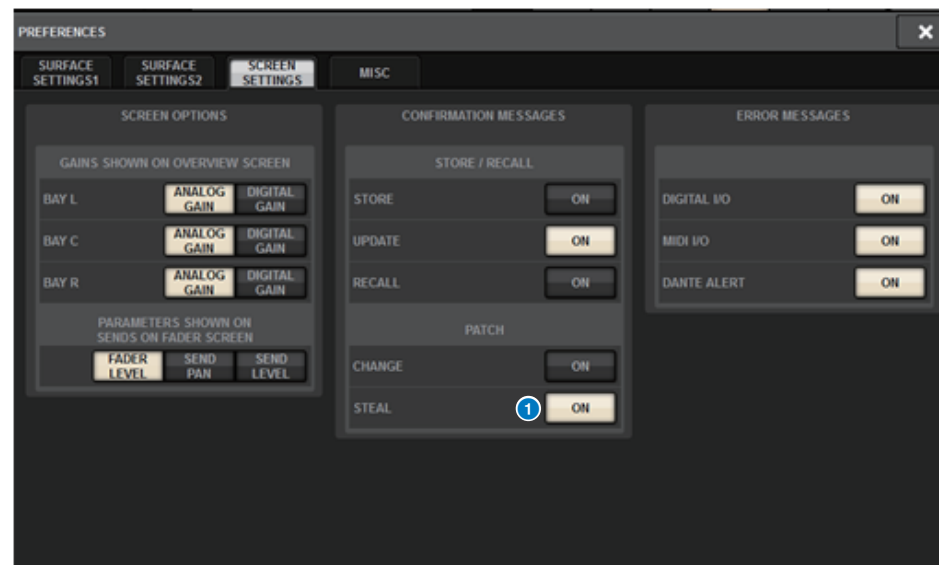 PREFERENCES
SURFACE SETTINGS1
SURFACE SETTINGS2
SCREEN SETTINGS
MISC
SCREEN OPTIONS
GAINS SHOWN ON OVERVIEW SCREEN
BAY L
ANALOG GAIN
DIGITAL GAIN
BAY C
ANALOG GAIN
DIGITAL GAIN
BAY R
ANALOG GAIN
DIGITAL GAIN
PARAMETERS SHOWN ON
SENDS ON FADER SCREEN
FADER LEVEL
SEND PAN
SEND LEVEL
CONFIRMATION MESSAGES
STORE / RECALL
STORE
ON
UPDATE
ON
RECALL
ON
PATCH
CHANGE
ON
STEAL
1
ON
ERROR MESSAGES
DIGITAL I/O
ON
MIDI I/O
ON
DANTE ALERT
ON